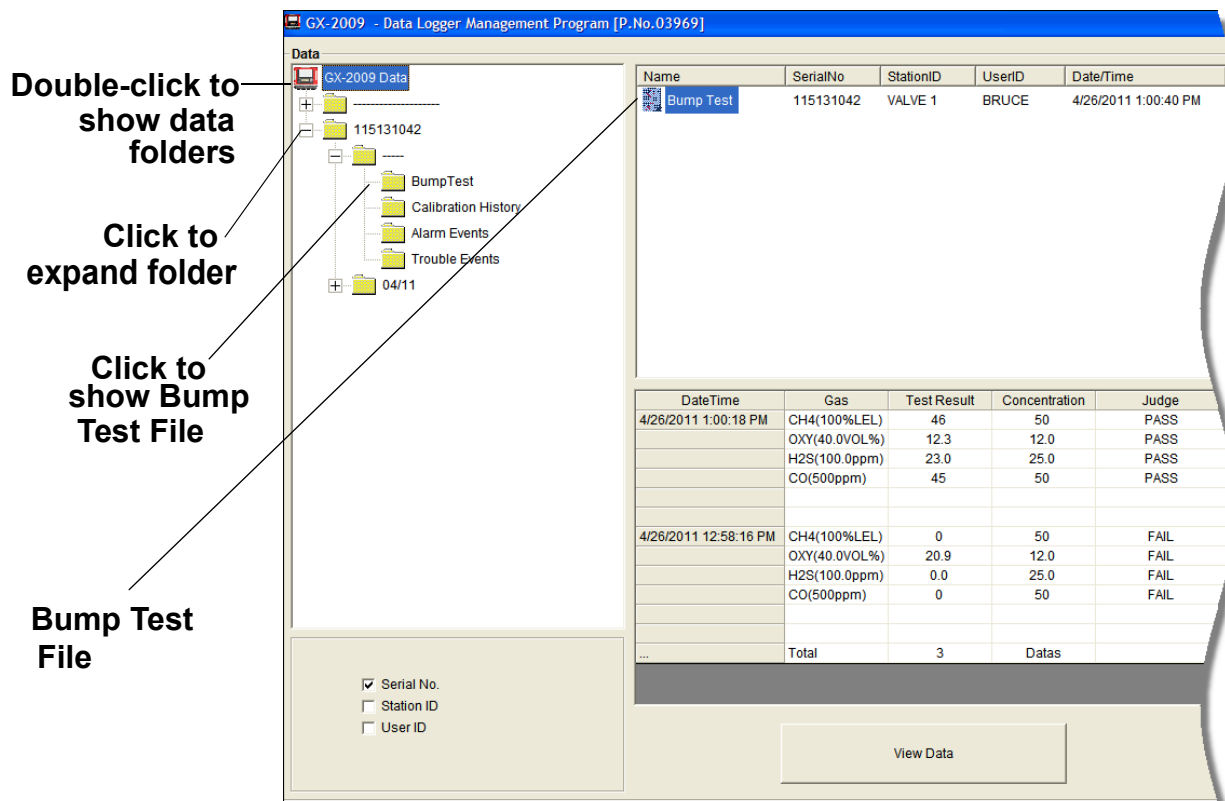 GX-2009 - Data Logger Management Program [P.No.03969]
Data
Double-click to
show data
folders
Click to
expand folder
Click to
show Bump
Test File
Bump Test
File
GX-2009 Data
--------------------
115131042
-----
BumpTest
Calibration History
Alarm Events
Trouble Events
04/11
Serial No.
Station ID
User ID
Name SerialNo StationID UserID Date/Time
Bump Test 115131042 VALVE 1 BRUCE 4/26/2011 1:00:40 PM
DateTime Gas Test Result Concentration Judge
4/26/2011 1:00:18 PM CH4(100%LEL) 46 50 PASS
OXY(40.0VOL%) 12.3 12.0 PASS
H2S(100.0ppm) 23.0 25.0 PASS
CO(500ppm) 45 50 PASS
4/26/2011 12:58:16 PM CH4(100%LEL) 0 50 FAIL
OXY(40.0VOL%) 20.9 12.0 FAIL
H2S(100.0ppm) 0.0 25.0 FAIL
CO(500ppm) 0 50 FAIL
... Total 3 Datas
View Data